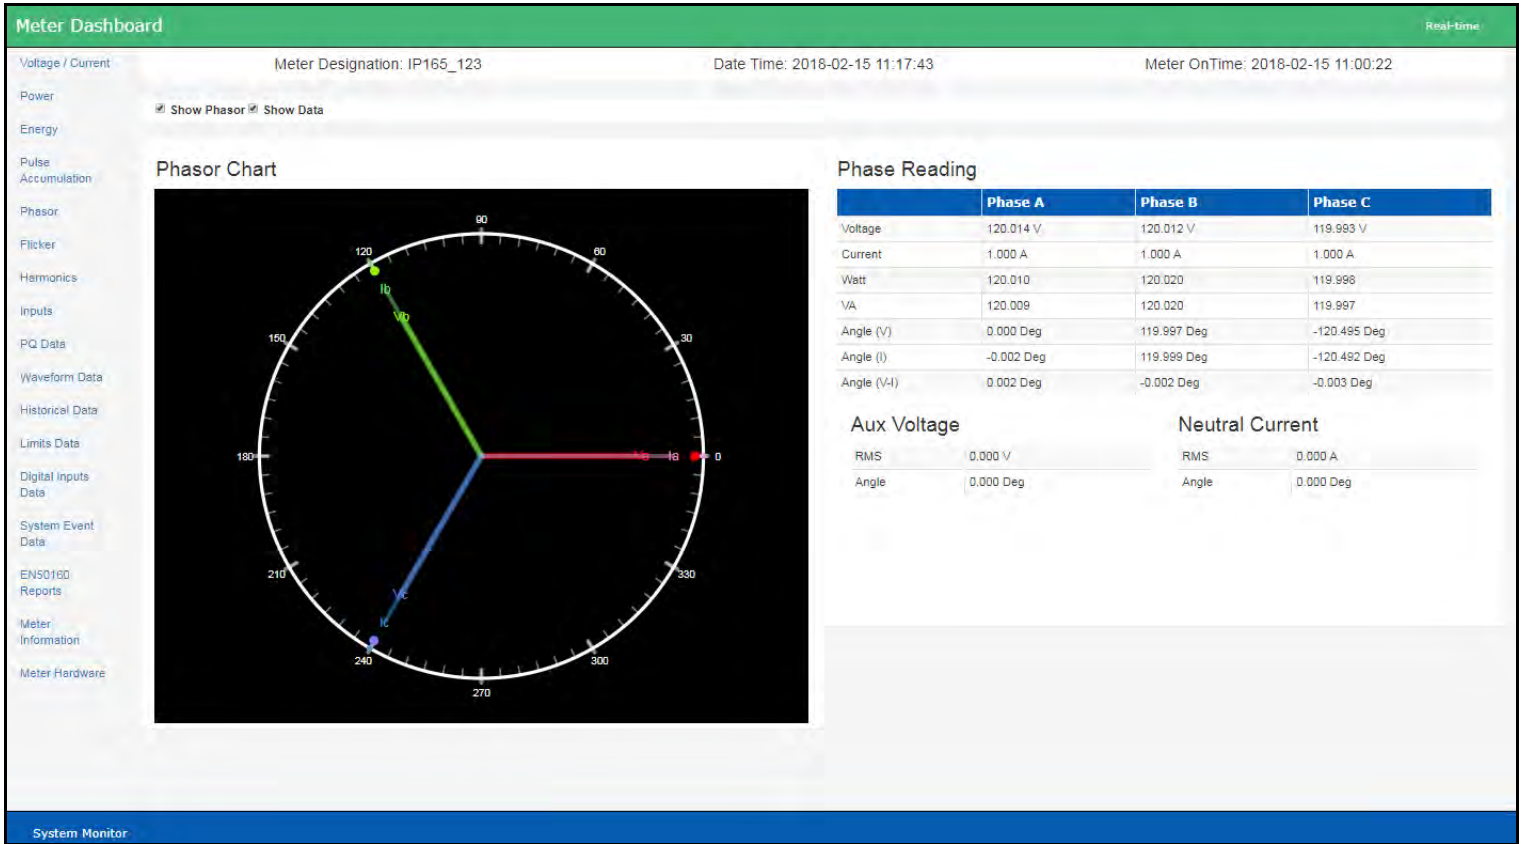 Meter Dashboard
Real-time
Voltage / Current
Power
Energy
Pulse
Accumulation
Phasor
Flicker
Harmonics
Inputs
PQ Data
Waveform Data
Historical Data
Limits Data
Digital Inputs
Data
System Event
Data
EN50160
Reports
Meter
Information
Meter Hardware
Meter Designation: IP165_123
Date Time: 2018-02-15 11:17:43
Meter OnTime: 2018-02-15 11:00:22
Show Phasor Show Data
Phasor Chart
90
120 60
Ib
Vb
150 30
180 Va Ia 0
210 330
Vc
Ic
240 300
270
Phase Reading
Phase A Phase B Phase C
Voltage 120.014 V 120.012 V 119.993 V
Current 1.000 A 1.000 A 1.000 A
Watt 120.010 120.020 119.998
VA 120.009 120.020 119.997
Angle (V) 0.000 Deg 119.997 Deg -120.495 Deg
Angle (I) -0.002 Deg 119.999 Deg -120.492 Deg
Angle (V-I) 0.002 Deg -0.002 Deg -0.003 Deg
Aux Voltage
RMS 0.000 V
Angle 0.000 Deg
Neutral Current
RMS 0.000 A
Angle 0.000 Deg
System Monitor